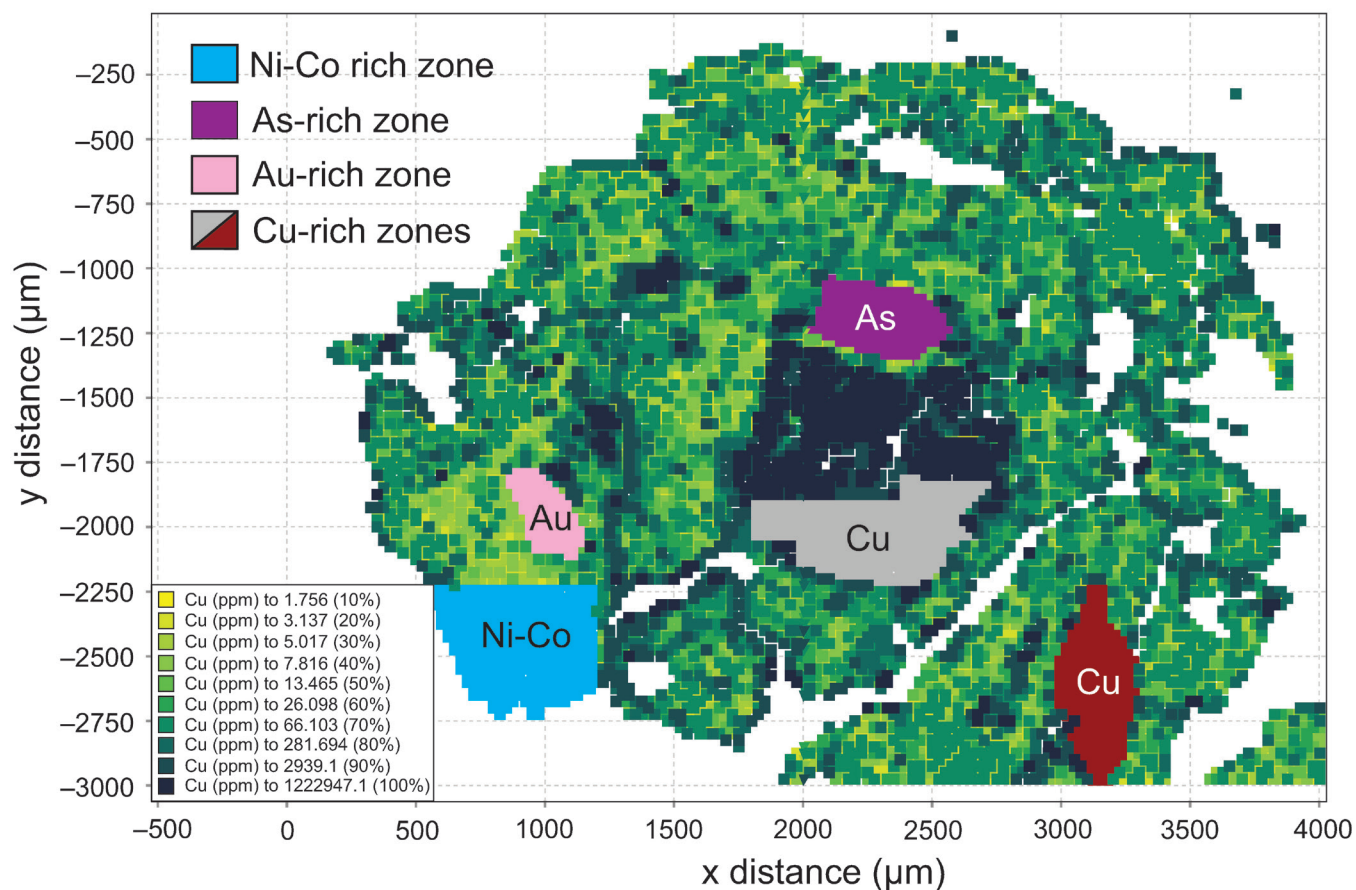 Ni-Co rich zone
As-rich zone
Au-rich zone
Cu-rich zones
As
Au
Cu
Ni-Co
Cu
Cu (ppm) to 1.756 (10%)
Cu (ppm) to 3.137 (20%)
Cu (ppm) to 5.017 (30%)
Cu (ppm) to 7.816 (40%)
Cu (ppm) to 13.465 (50%)
Cu (ppm) to 26.098 (60%)
Cu (ppm) to 66.103 (70%)
Cu (ppm) to 281.694 (80%)
Cu (ppm) to 2939.1 (90%)
Cu (ppm) to 1222947.1 (100%)
y distance (μm)
–250
–500
–750
–1000
–1250
–1500
–1750
–2000
–2250
–2500
–2750
–3000
–500 0 500 1000 1500 2000 2500 3000 3500 4000
x distance (μm)